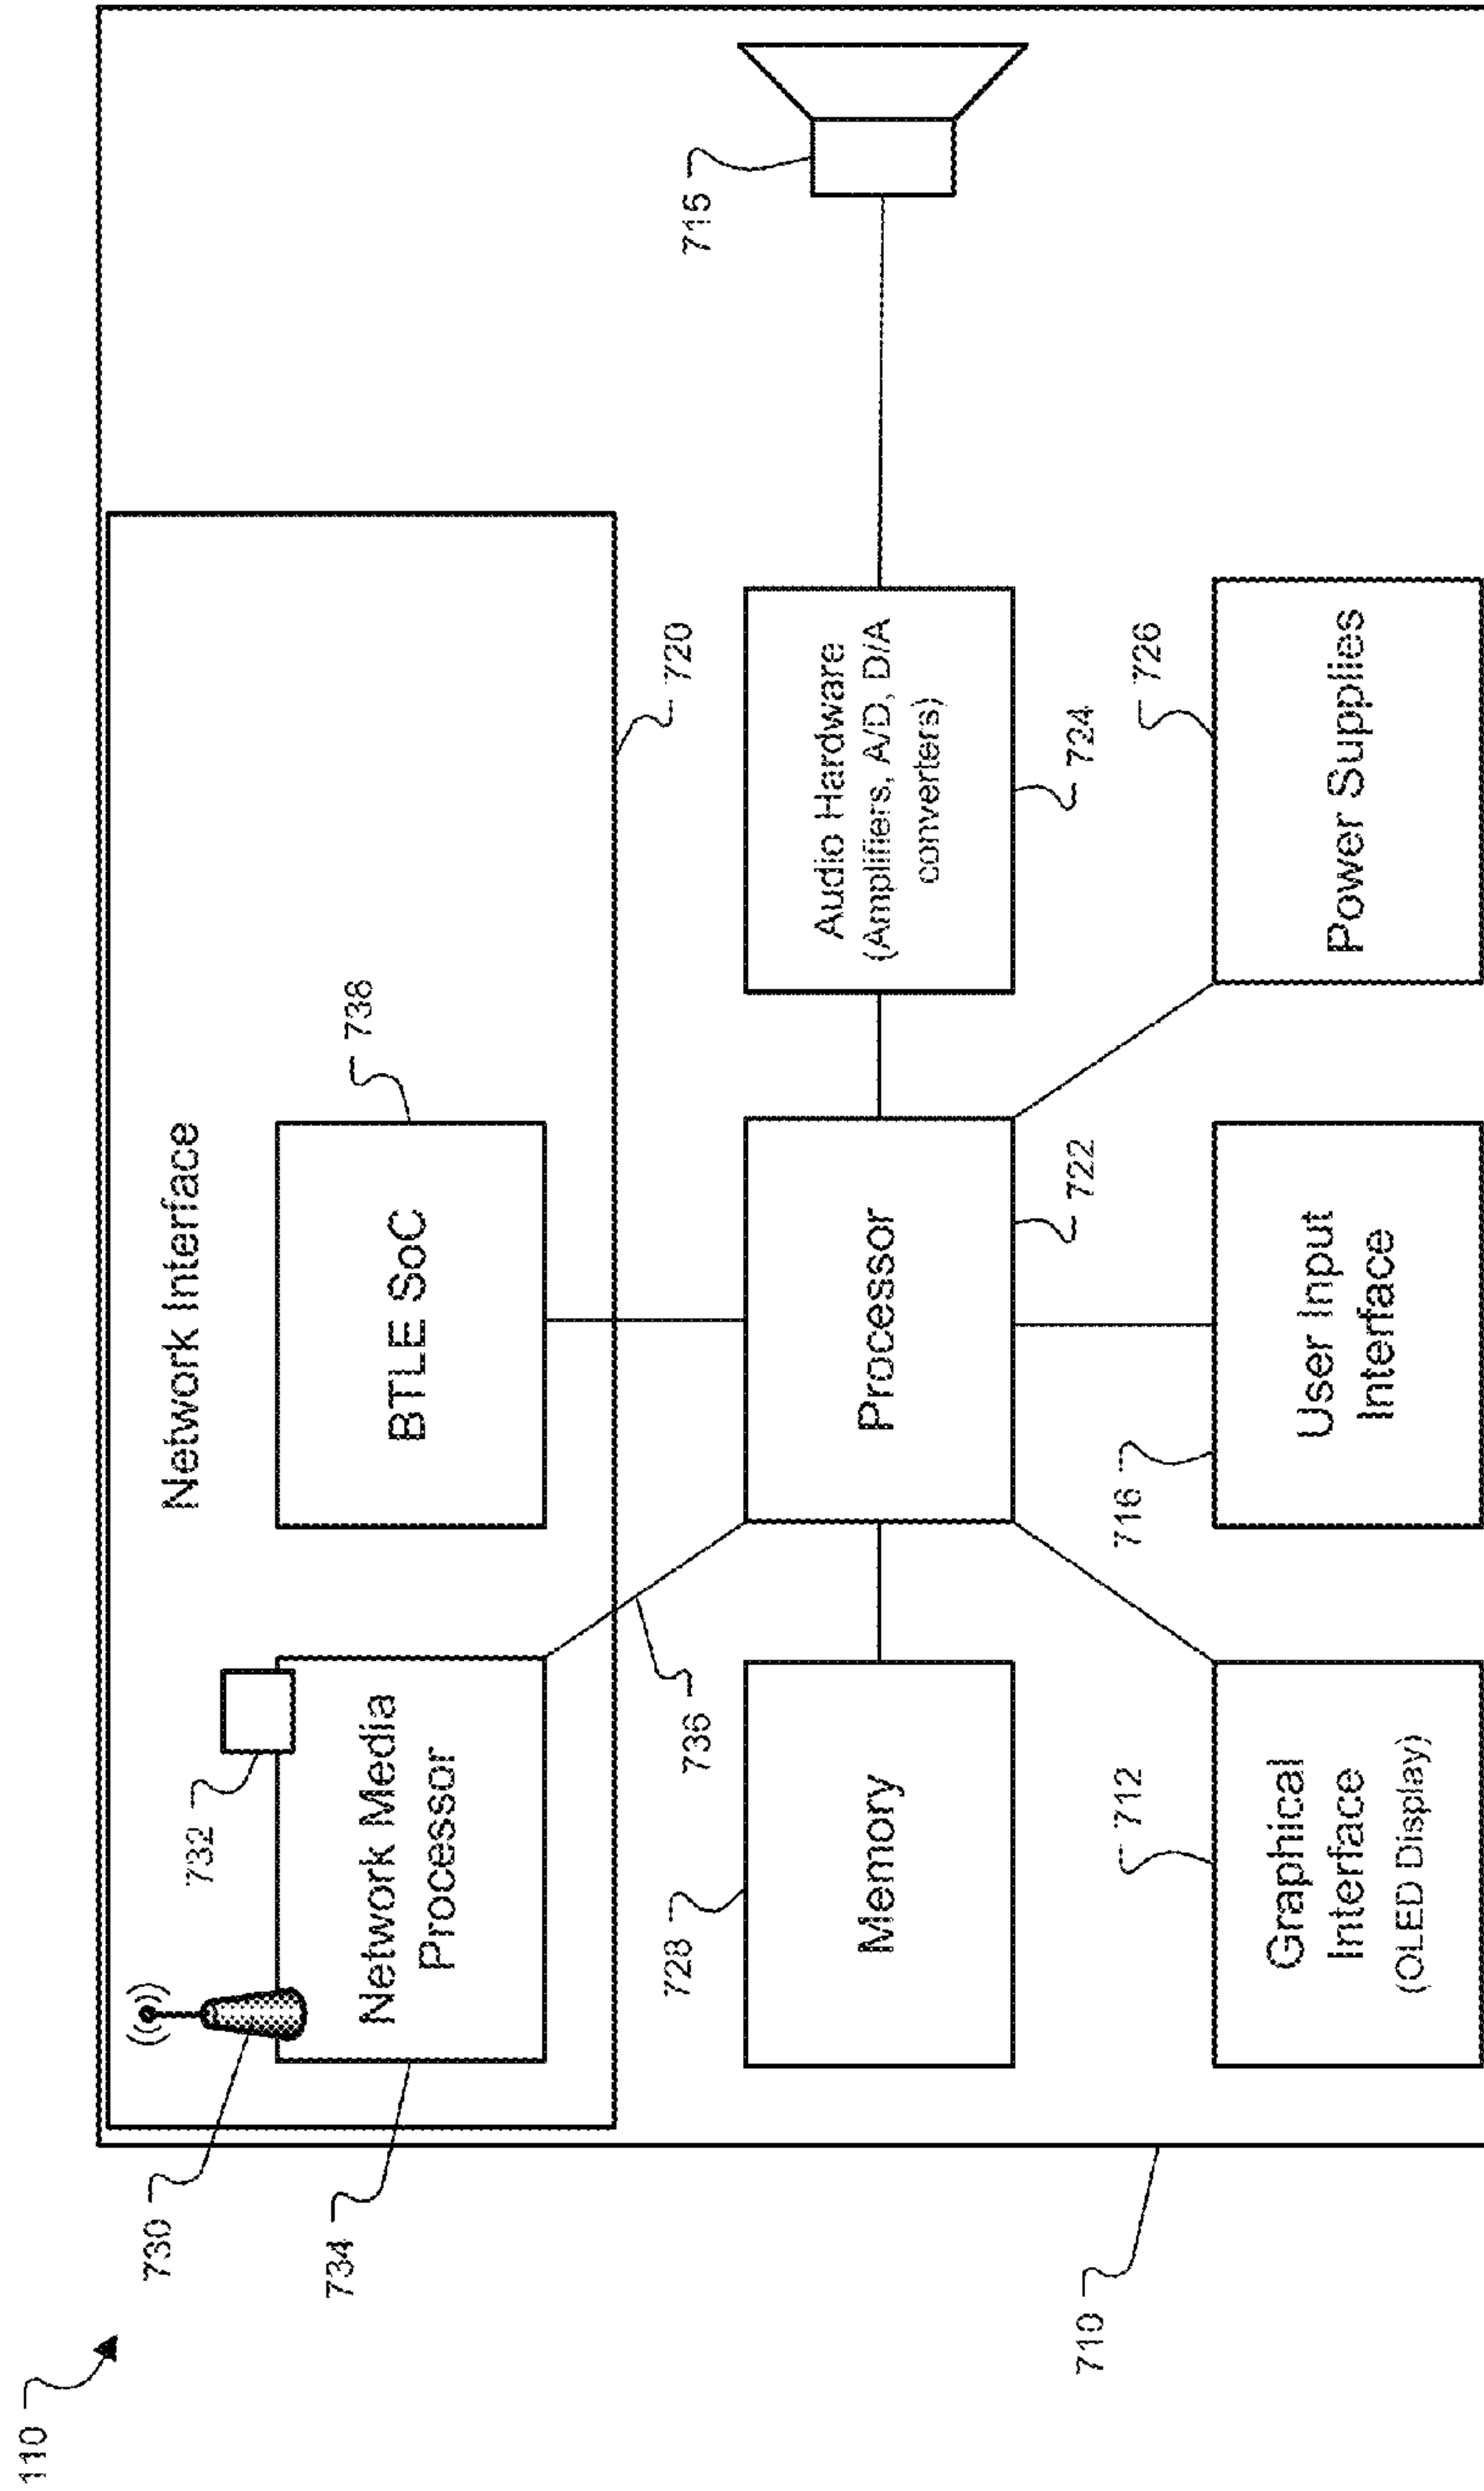 110
730
732
734
Network Interface
Network Media
Processor
BTLE SoC
738
736
720
728
Memory
Processor
722
Audio Hardware
(Amplifiers, A/D, D/A
converters)
724
715
710
712
Graphical
Interface
(OLED Display)
716
User Input
Interface
726
Power Supplies